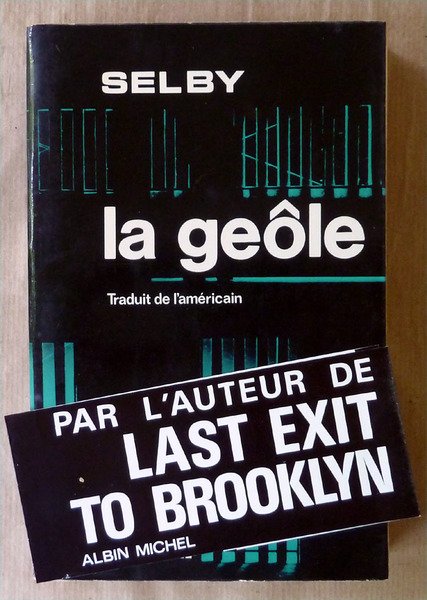 SELBY
la geôle
Traduit de l'américain
PAR L'AUTEUR DE
LAST EXIT
TO BROOKLYN
ALBIN MICHEL